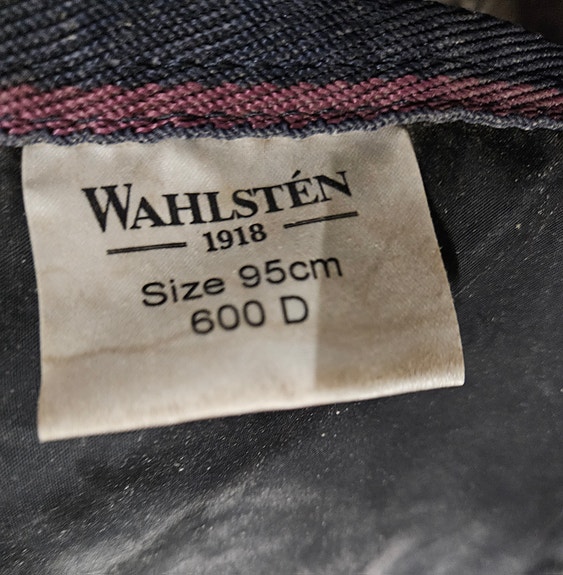 WAHLSTÉN
1918
Size 95cm
600 D